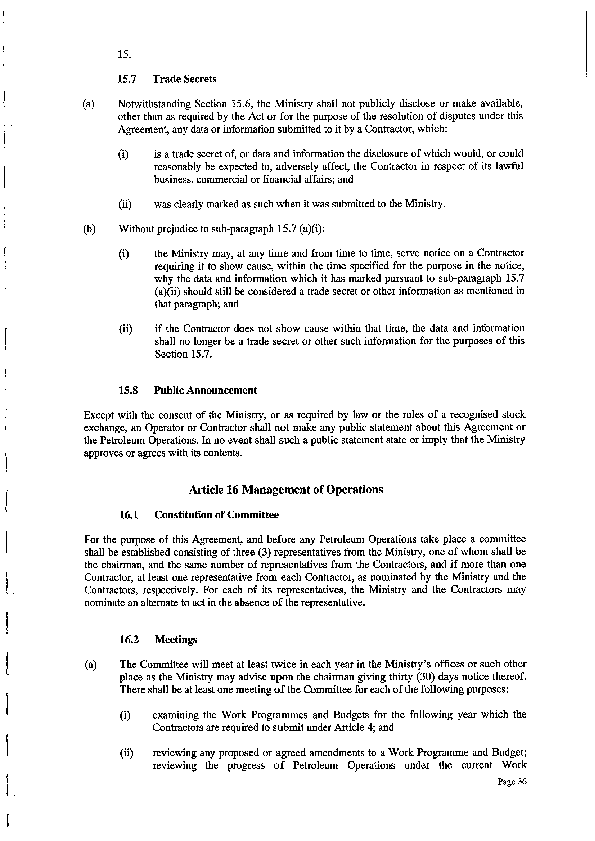 15.
15.7 Trade Secrets
(a) Notwithstanding Section 15.6, the Ministry shall not publicly disclose or make available,
other than as required by the Act or for the purpose of the resolution of disputes under this
Agreement, any data or information submitted to it by a Contractor, which:
(i) is a trade secret of, or data and information the disclosure of which would, or could
reasonably be expected to, adversely affect, the Contractor in respect of its lawful
business, commercial or financial affairs; and
(ii) was clearly marked as such when it was submitted to the Ministry.
(b) Without prejudice to sub-paragraph 15.7 (a)(i):
(i) the Ministry may, at any time and from time to time, serve notice on a Contractor
requiring it to show cause, within the time specified for the purpose in the notice,
why the data and information which it has marked pursuant to sub-paragraph 15.7
(a)(ii) should still be considered a trade secret or other information as mentioned in
that paragraph; and
(ii) if the Contractor does not show cause within that time, the data and information
shall no longer be a trade secret or other such information for the purposes of this
Section 15.7.
15.8 Public Announcement
Except with the consent of the Ministry, or as required by law or the rules of a recognised stock
exchange, an Operator or Contractor shall not make any public statement about this Agreement or
the Petroleum Operations. In no event shall such a public statement state or imply that the Ministry
approves or agrees with its contents.
Article 16 Management of Operations
16.1 Constitution of Committee
For the purpose of this Agreement, and before any Petroleum Operations take place a committee
shall be established consisting of three (3) representatives from the Ministry, one of whom shall be
the chairman, and the same number of representatives from the Contractors, and if more than one
Contractor, at least one representative from each Contractor, as nominated by the Ministry and the
Contractors, respectively. For each of its representatives, the Ministry and the Contractors may
nominate an alternate to act in the absence of the representative.
16.2 Meetings
(a) The Committee will meet at least twice in each year in the Ministry's offices or such other
place as the Ministry may advise upon the chairman giving thirty (30) days notice thereof.
There shall be at least one meeting of the Committee for each of the following purposes:
(i) examining the Work Programmes and Budgets for the following year which the
Contractors are required to submit under Article 4; and
(ii) reviewing any proposed or agreed amendments to a Work Programme and Budget;
reviewing the progress of Petroleum Operations under the current Work
Page 36